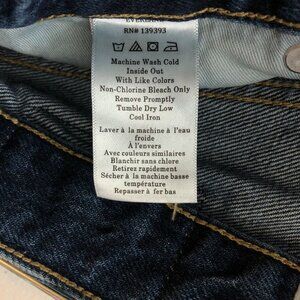 RN# 139393
Machine Wash Cold
Inside Out
With Like Colors
Non-Chlorine Bleach Only
Remove Promptly
Tumble Dry Low
Cool Iron
Laver à la machine à l'eau
froide
À l'envers
Avec couleurs similaires
Blanchir sans chlore
Retirez rapidement
Sécher à la machine basse
température
Repasser à fer bas